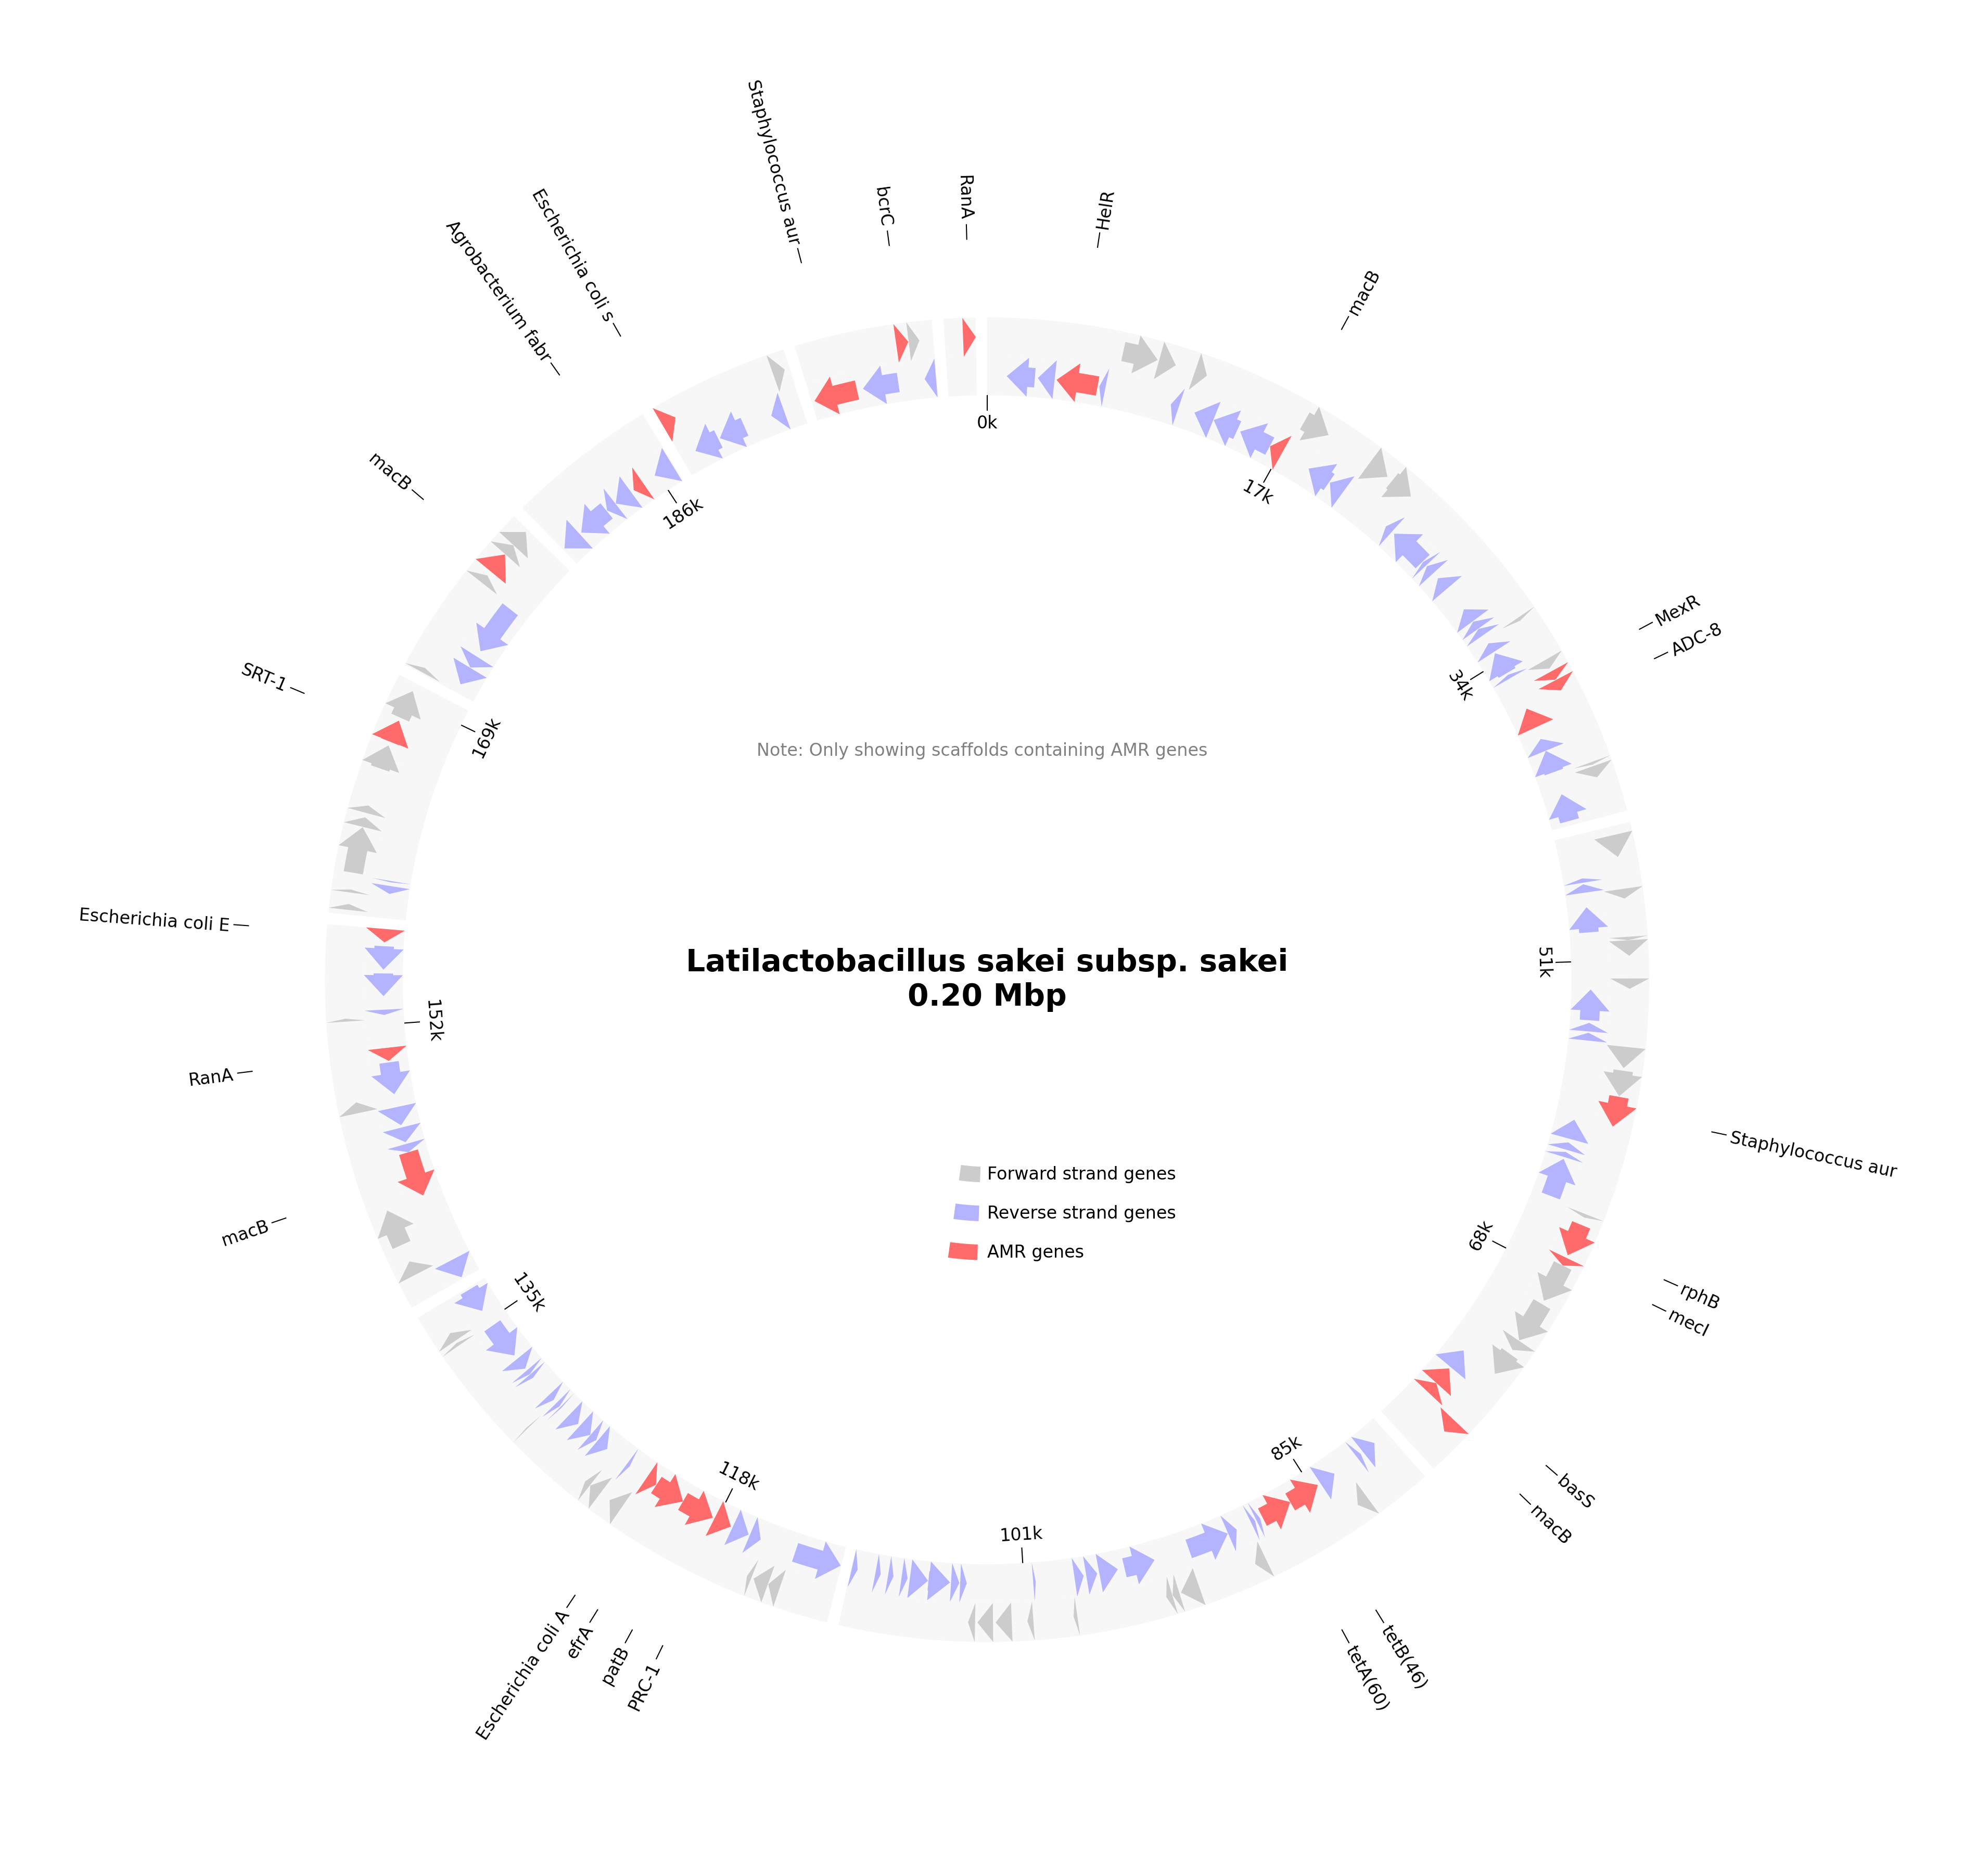 Staphylococcus aur
bcrC
RanA
HelR
macB
Escherichia coli s
Agrobacterium fabr
macB
SRT-1
Escherichia coli E
RanA
macB
MexR
ADC-8
Staphylococcus aur
rphB
mecI
basS
macB
tetB(46)
tetA(60)
PRC-1
patB
efrA
Escherichia coli A
0k
17k
34k
51k
68k
85k
101k
118k
135k
152k
169k
186k
Note: Only showing scaffolds containing AMR genes
Latilactobacillus sakei subsp. sakei
0.20 Mbp
Forward strand genes
Reverse strand genes
AMR genes